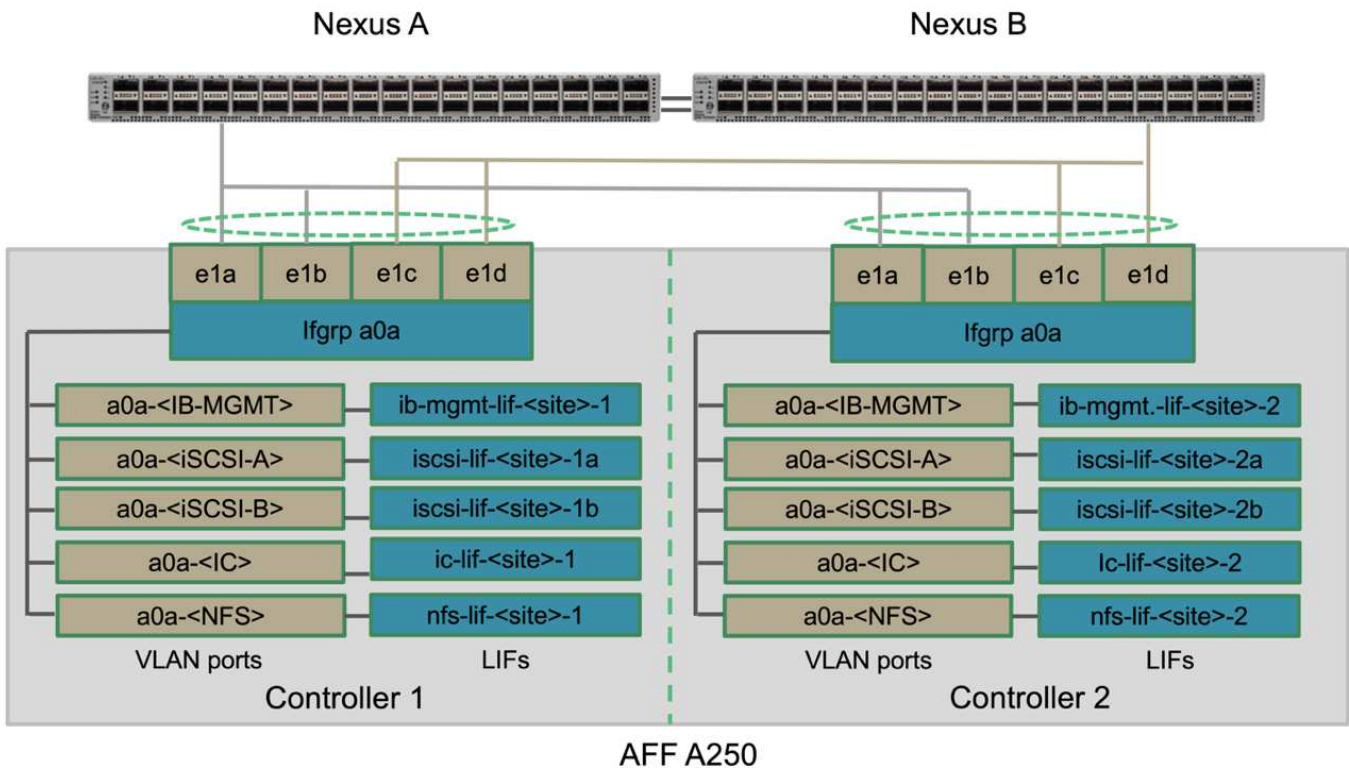 Nexus A
Nexus B
e1a
e1b
e1c
e1d
e1a
e1b
e1c
e1d
Ifgrp a0a
Ifgrp a0a
a0a-<IB-MGMT>
ib-mgmt-lif-<site>-1
a0a-<IB-MGMT>
ib-mgmt.-lif-<site>-2
a0a-<iSCSI-A>
iscsi-lif-<site>-1a
a0a-<iSCSI-A>
iscsi-lif-<site>-2a
a0a-<iSCSI-B>
iscsi-lif-<site>-1b
a0a-<iSCSI-B>
iscsi-lif-<site>-2b
a0a-<IC>
ic-lif-<site>-1
a0a-<IC>
Ic-lif-<site>-2
a0a-<NFS>
nfs-lif-<site>-1
a0a-<NFS>
nfs-lif-<site>-2
VLAN ports
LIFs
VLAN ports
LIFs
Controller 1
Controller 2
AFF A250